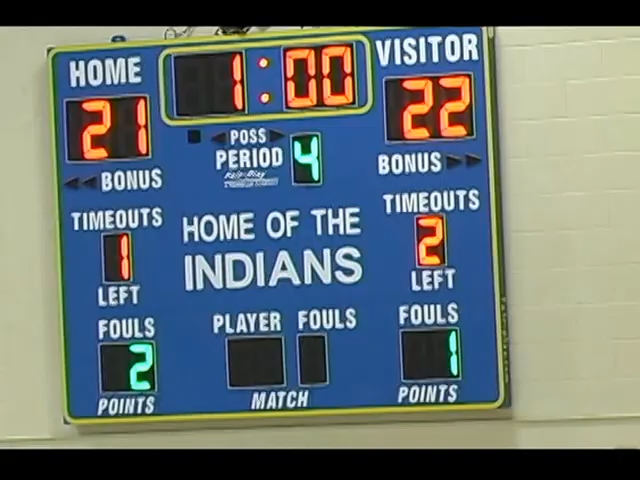 HOME 1:00 VISITOR
21 22
POSS
PERIOD 4
BONUS BONUS
TIMEOUTS TIMEOUTS
1 2
LEFT LEFT
HOME OF THE
INDIANS
FOULS PLAYER FOULS FOULS
2 1
POINTS MATCH POINTS